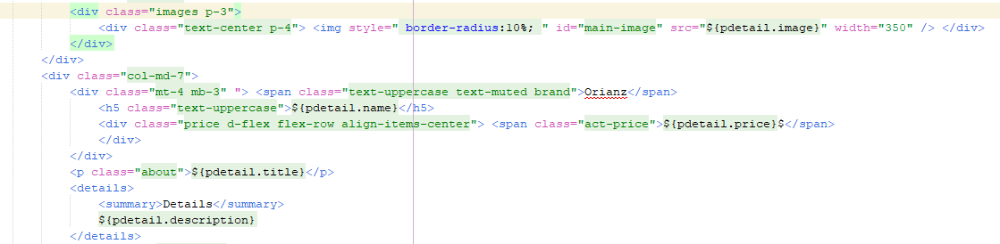 <div class="images p-3">
<div class="text-center p-4"> <img style=" border-radius:10%; " id="main-image" src="${pdetail.image}" width="350" /> </div>
</div>
</div>
<div class="col-md-7">
<div class="mt-4 mb-3" "> <span class="text-uppercase text-muted brand">Orianz</span>
<h5 class="text-uppercase">${pdetail.name}</h5>
<div class="price d-flex flex-row align-items-center"> <span class="act-price">${pdetail.price}$</span>
</div>
</div>
<p class="about">${pdetail.title}</p>
<details>
<summary>Details</summary>
${pdetail.description}
</details>